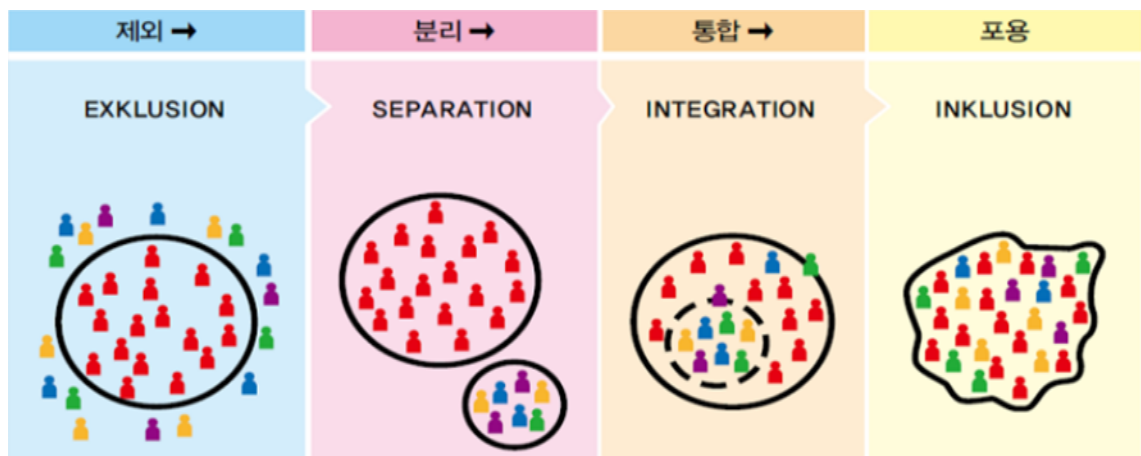 제외 →
분리 →
통합 →
포용
EXKLUSION
SEPARATION
INTEGRATION
INKLUSION